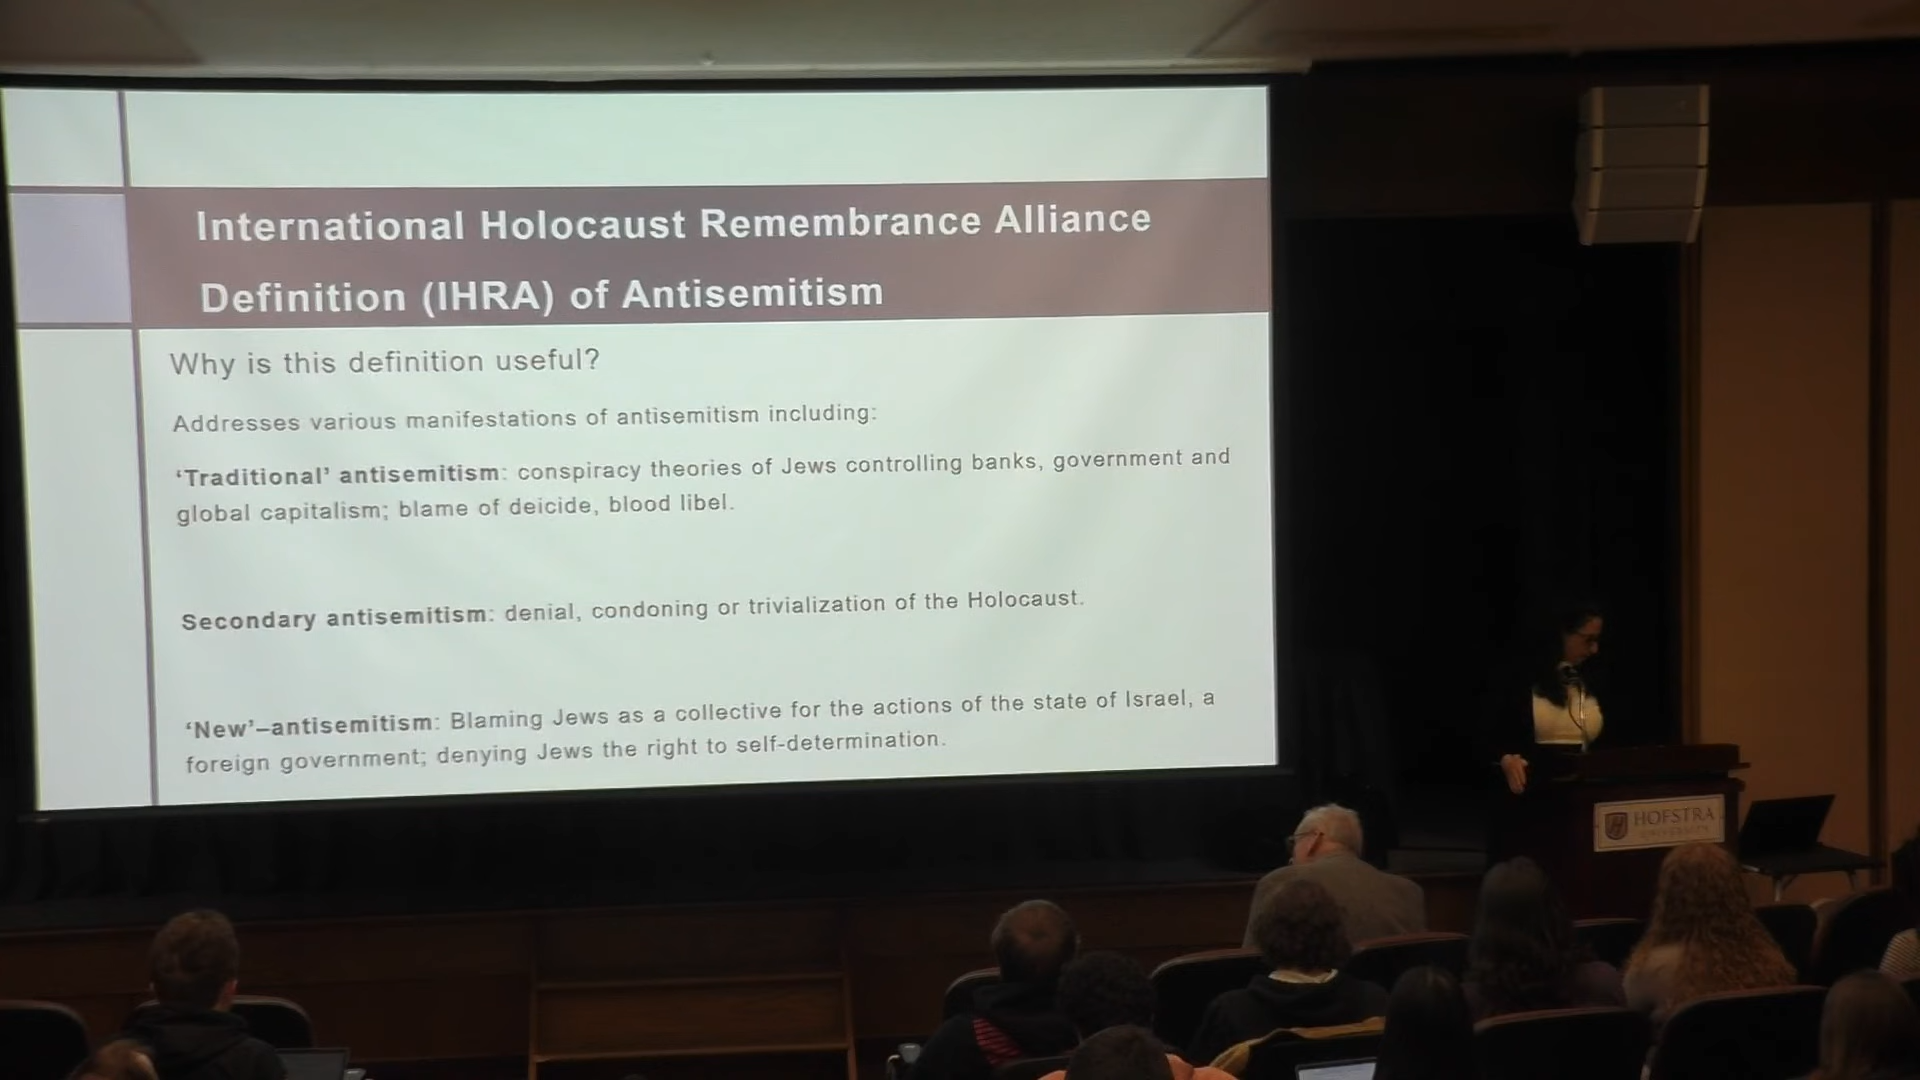 International Holocaust Remembrance Alliance
Definition (IHRA) of Antisemitism
Why is this definition useful?
Addresses various manifestations of antisemitism including:
‘Traditional’ antisemitism: conspiracy theories of Jews controlling banks, government and
global capitalism; blame of deicide, blood libel.
Secondary antisemitism: denial, condoning or trivialization of the Holocaust.
‘New’–antisemitism: Blaming Jews as a collective for the actions of the state of Israel, a
foreign government; denying Jews the right to self-determination.
HOFSTRA
UNIVERSITY